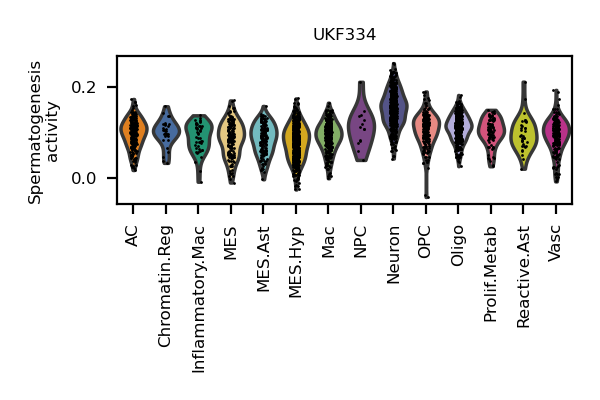 UKF334
Spermatogenesis
activity
0.2
0.0
AC
Chromatin.Reg
Inflammatory.Mac
MES
MES.Ast
MES.Hyp
Mac
NPC
Neuron
OPC
Oligo
Prolif.Metab
Reactive.Ast
Vasc